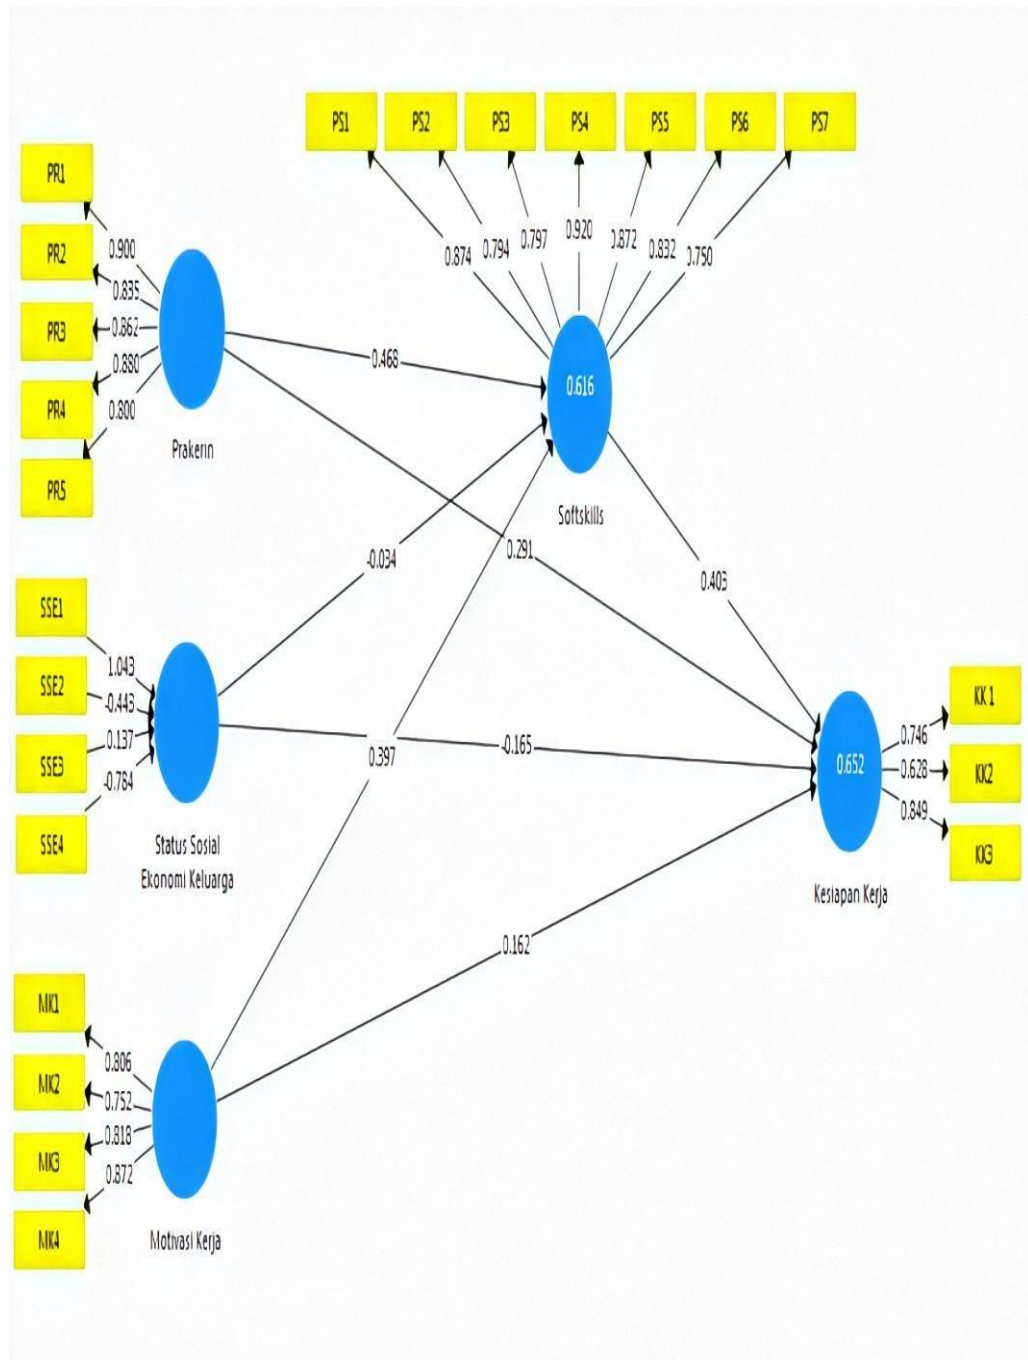 PS1
PS2
PS3
PS4
PS5
PS6
PS7
0.874
0.794
0.797
0.920
0.872
0.832
0.750
PR1
PR2
PR3
PR4
PR5
0.900
0.835
0.862
0.880
0.800
Prakerin
0.468
0.616
Softskills
0.291
-0.034
0.403
SSE1
SSE2
SSE3
SSE4
1.043
-0.443
0.137
-0.784
Status Sosial
Ekonomi Keluarga
-0.165
0.397
0.652
Kesiapan Kerja
0.746
0.628
0.849
KK 1
KK2
KK3
0.162
MK1
MK2
MK3
MK4
0.806
0.752
0.818
0.872
Motivasi Kerja